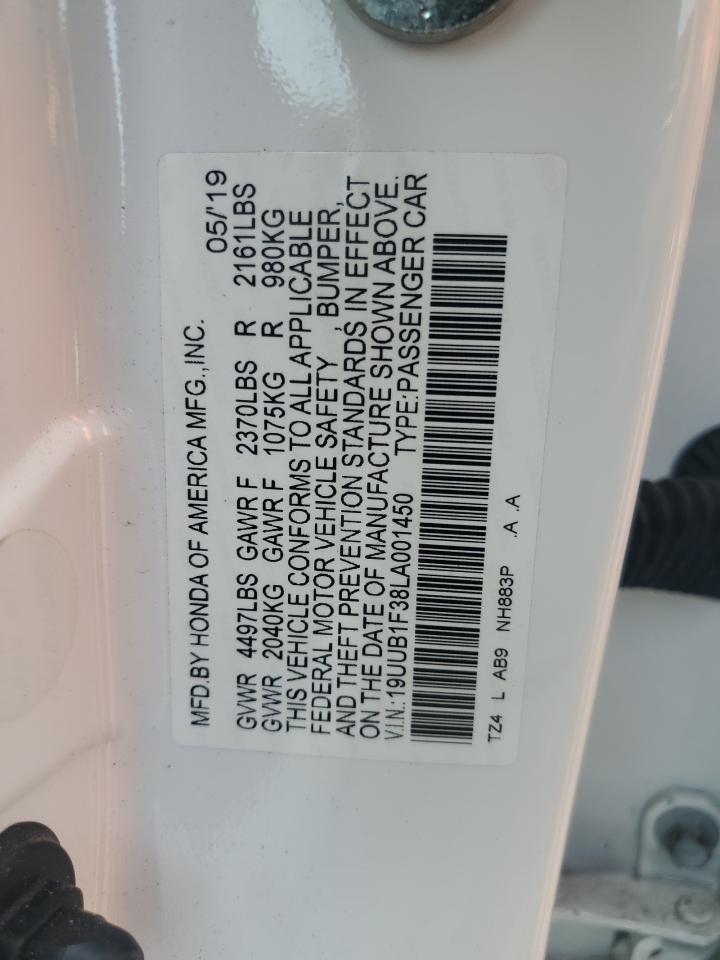 MFD.BY HONDA OF AMERICA MFG.,INC. 05/'19
GVWR 4497LBS GAWR F 2370LBS R 2161LBS
GVWR 2040KG GAWR F 1075KG R 980KG
THIS VEHICLE CONFORMS TO ALL APPLICABLE
FEDERAL MOTOR VEHICLE SAFETY , BUMPER,
AND THEFT PREVENTION STANDARDS IN EFFECT
ON THE DATE OF MANUFACTURE SHOWN ABOVE.
V.I.N.:19UUB1F38LA001450 TYPE:PASSENGER CAR
TZ4 L AB9 NH883P .A .A